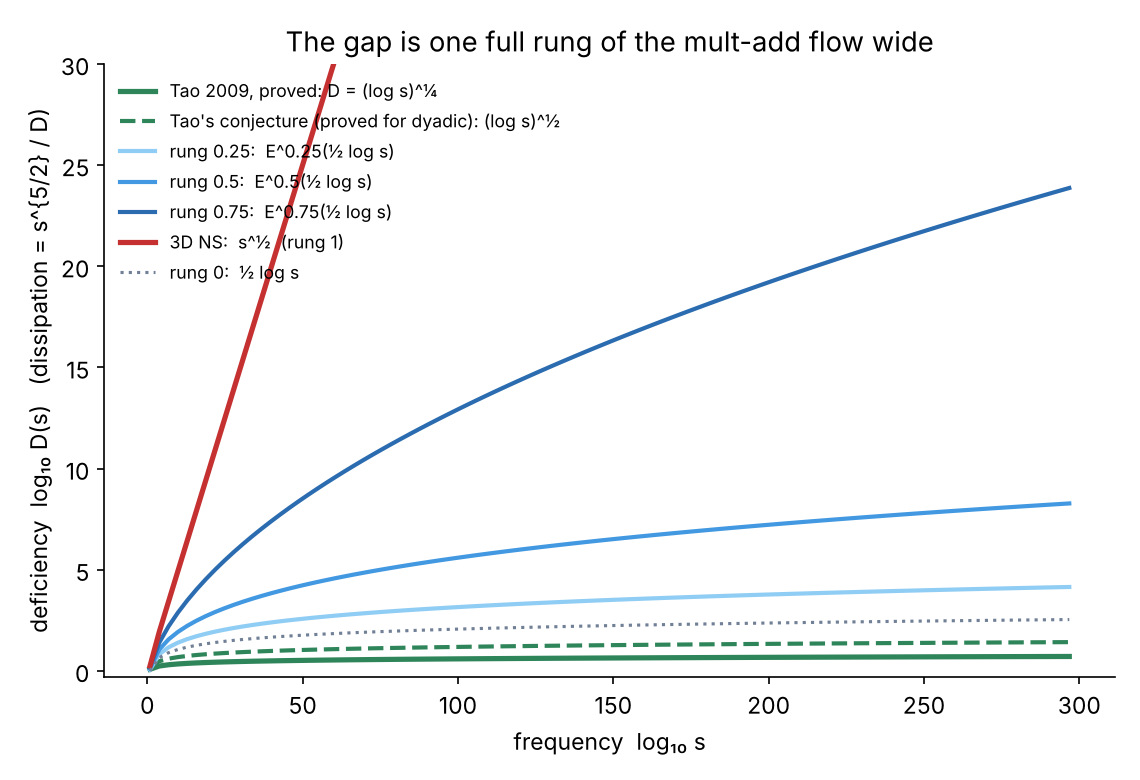 The gap is one full rung of the mult-add flow wide
deficiency log₁₀ D(s) (dissipation = s^{5/2} / D)
30
25
20
15
10
5
0
Tao 2009, proved: D = (log s)^¼
Tao's conjecture (proved for dyadic): (log s)^½
rung 0.25: E^0.25(½ log s)
rung 0.5: E^0.5(½ log s)
rung 0.75: E^0.75(½ log s)
3D NS: s^½ (rung 1)
rung 0: ½ log s
0 50 100 150 200 250 300
frequency log₁₀ s